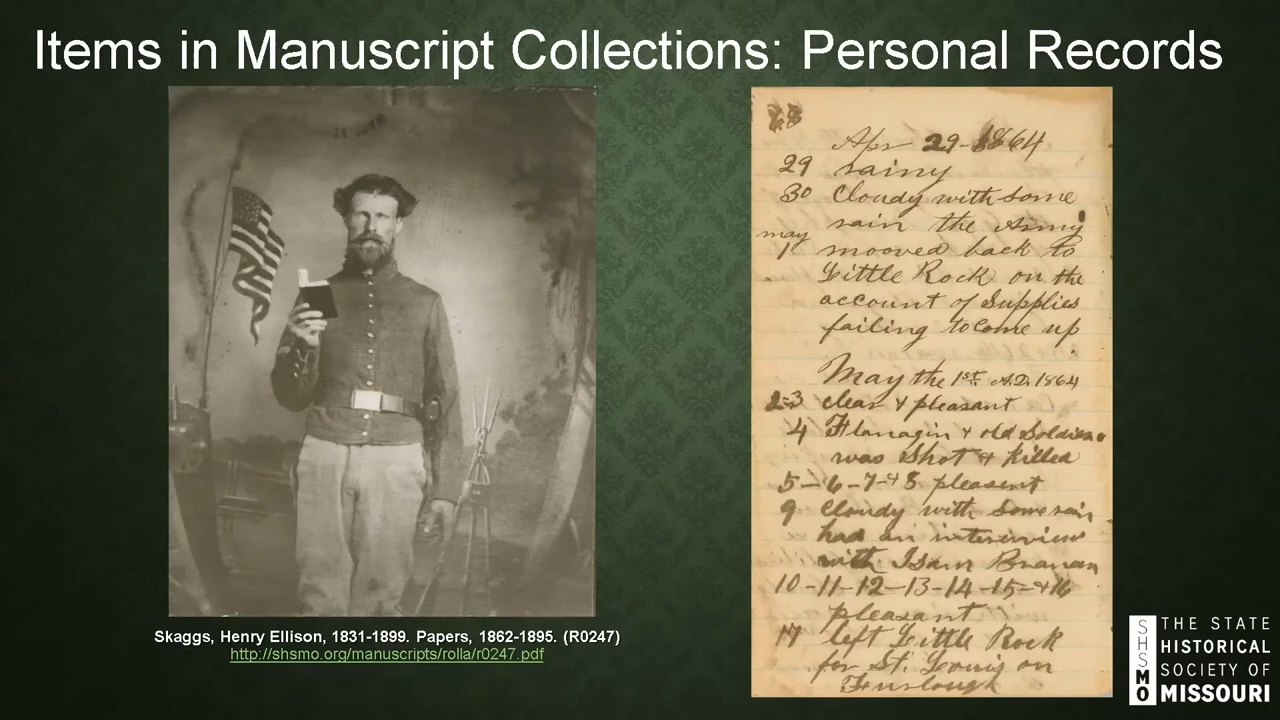 Items in Manuscript Collections: Personal Records
Skaggs, Henry Ellison, 1831-1899. Papers, 1862-1895. (R0247)
http://shsmo.org/manuscripts/rolla/r0247.pdf
68
Apr 29-1864
29 rainy
30 Cloudy with some
rain the Army
may
1 mooved back to
Little Rock on the
account of Supplies
failing to come up
May the 1st A.D. 1864
2-3 clear & pleasant
4 Flanagin & old Soldier
was Shot & Killed
5-6-7-&8 pleasent
9 Cloudy with some rain
had an interview
with Isam
10-11-12-13-14-15-&16
pleasant
17 left Little Rock
for St. Louis on
Furlough
SHSMO
THE STATE
HISTORICAL
SOCIETY OF
MISSOURI